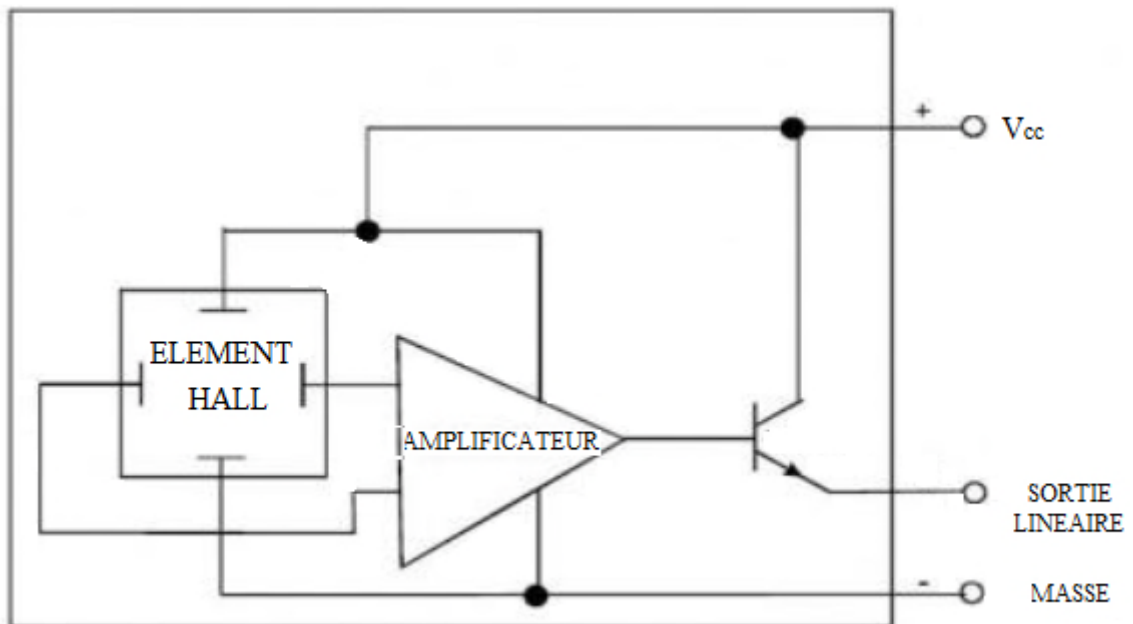 +
Vcc
ELEMENT
HALL
AMPLIFICATEUR
SORTIE
LINEAIRE
-
MASSE